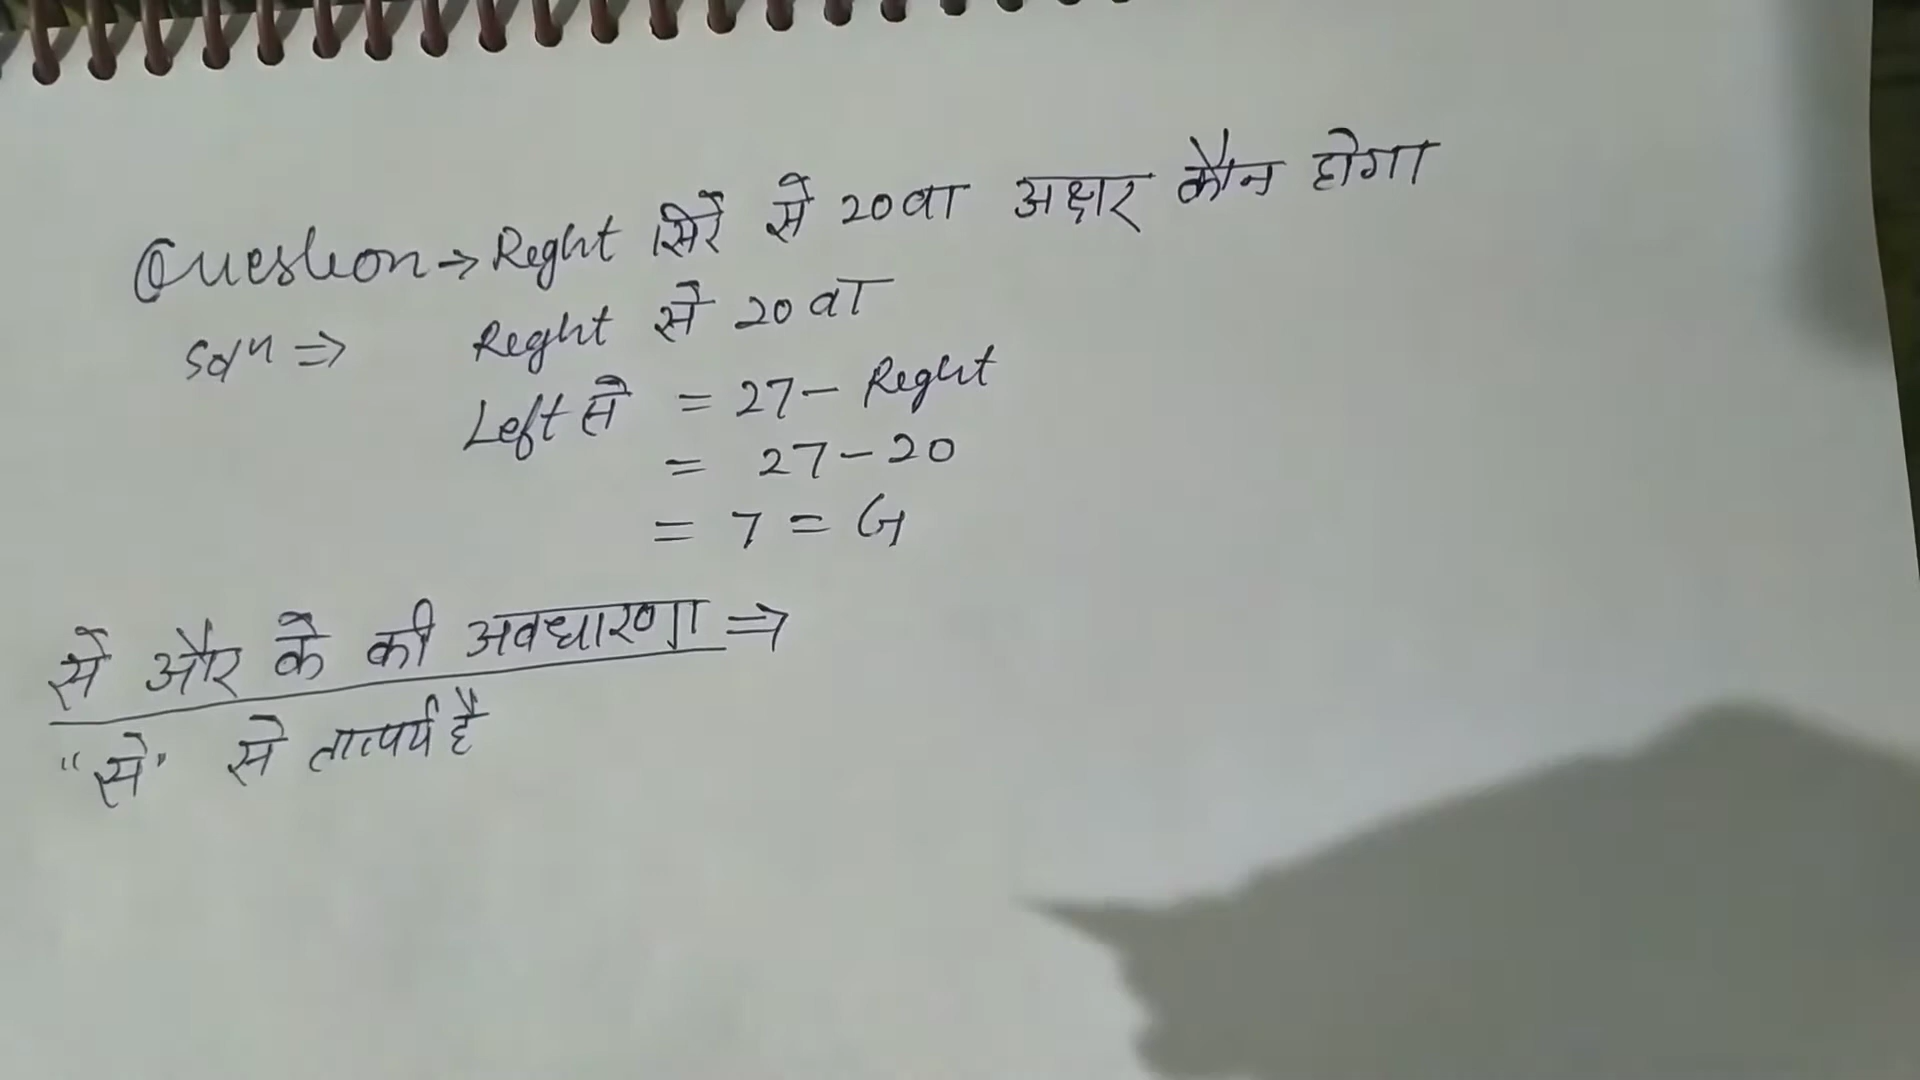 Question → Reght सिरे से 20वा अक्षर कौन होगा
Soln ⇒ Reght से 20वा
Left से = 27 - Reght
= 27 - 20
= 7 = G
से और के की अवधारणा ⇒
"से" से तात्पर्य है